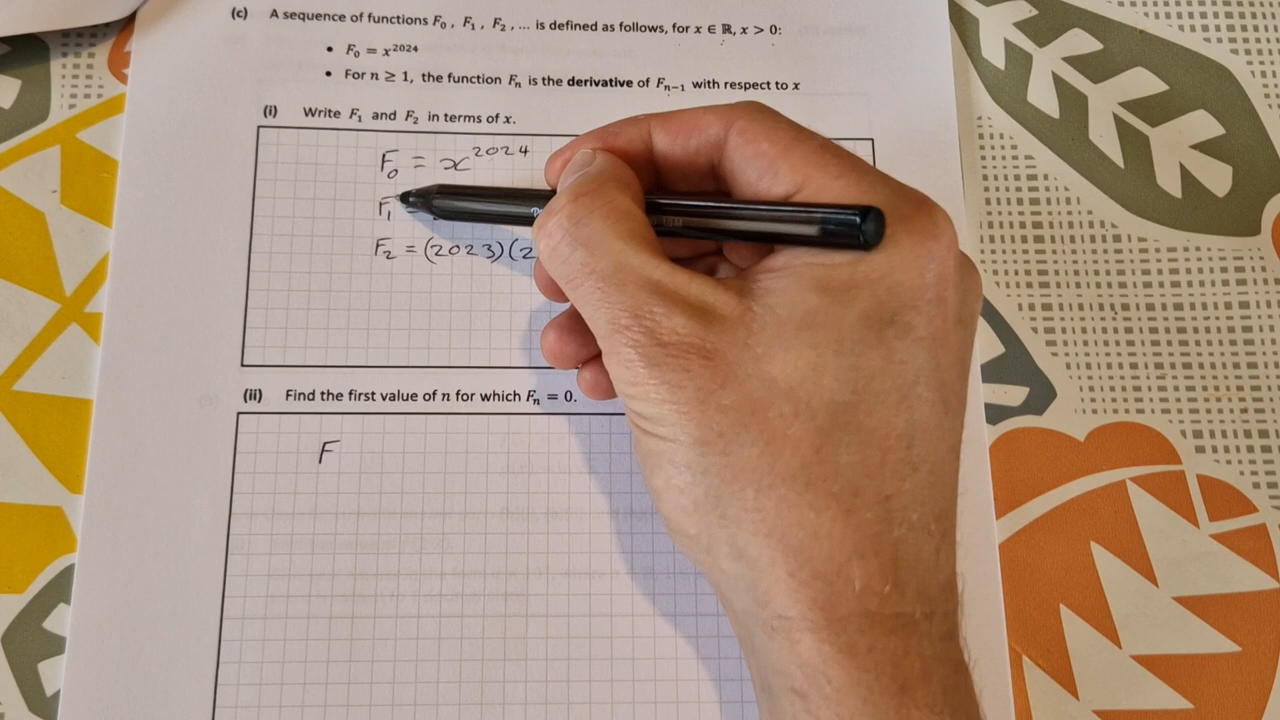 (c) A sequence of functions F₀ , F₁ , F₂ , ... is defined as follows, for x ∈ ℝ, x > 0:
• F₀ = x²⁰²⁴
• For n ≥ 1, the function Fₙ is the derivative of Fₙ₋₁ with respect to x
(i) Write F₁ and F₂ in terms of x.
F₀ = x²⁰²⁴
F₁
F₂ = (2023)(2
(ii) Find the first value of n for which Fₙ = 0.
F